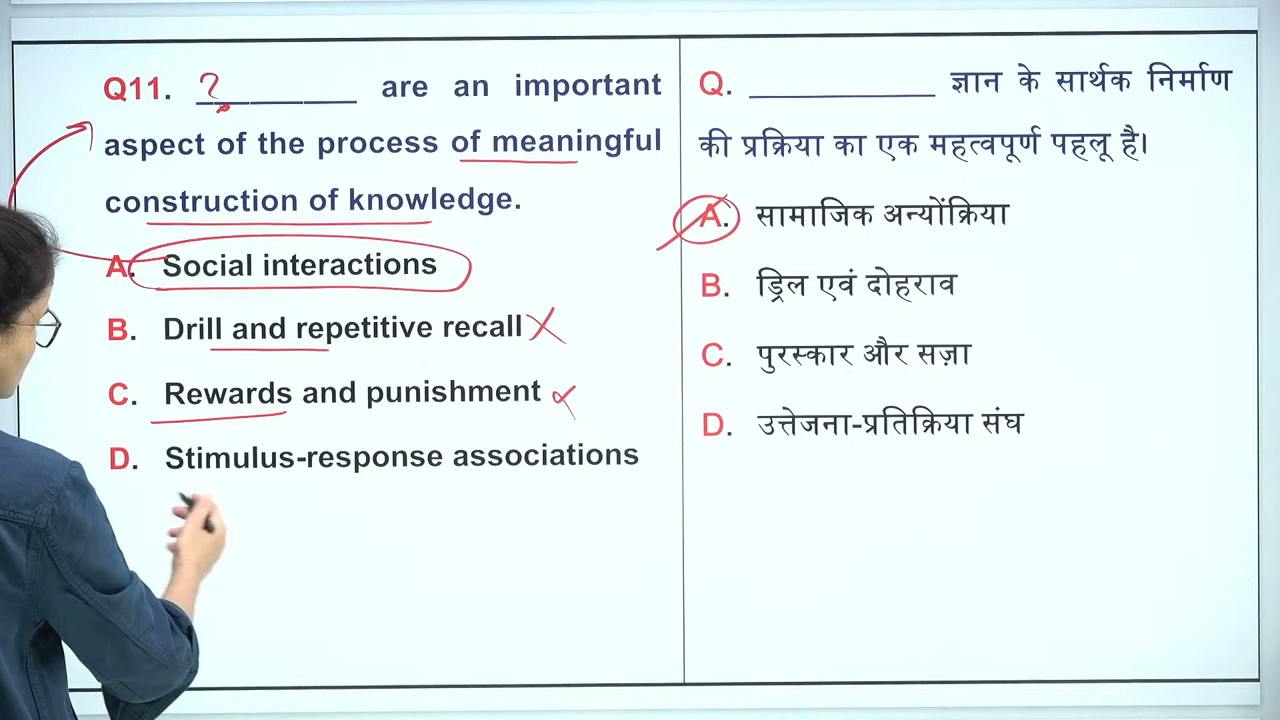 Q11. ? __________ are an important
aspect of the process of meaningful
construction of knowledge.
A. Social interactions
B. Drill and repetitive recall
C. Rewards and punishment
D. Stimulus-response associations
Q. ____________ ज्ञान के सार्थक निर्माण
की प्रक्रिया का एक महत्वपूर्ण पहलू है।
A. सामाजिक अन्योंक्रिया
B. ड्रिल एवं दोहराव
C. पुरस्कार और सज़ा
D. उत्तेजना-प्रतिक्रिया संघ